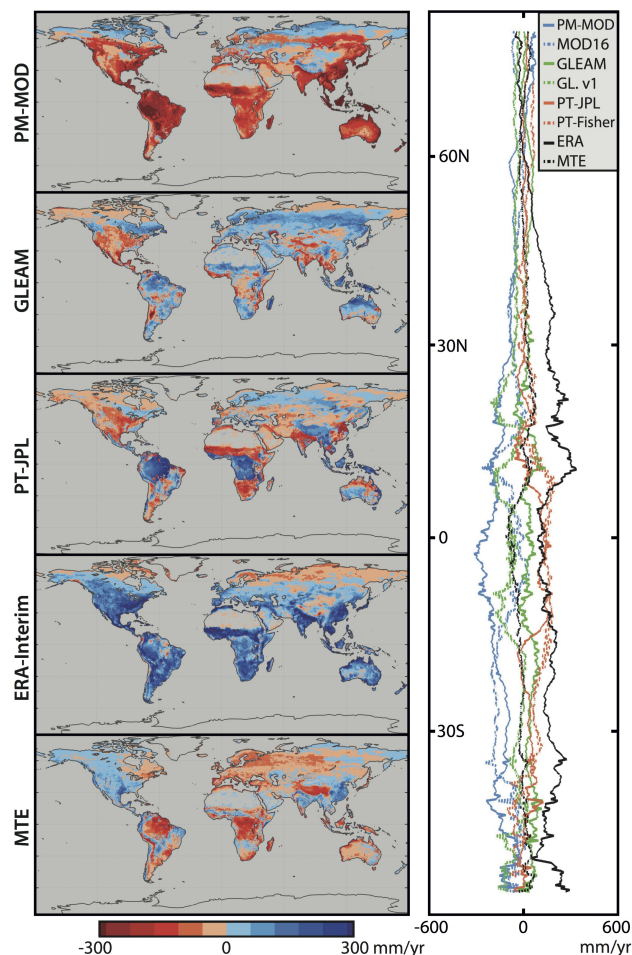 PM-MOD
GLEAM
PT-JPL
ERA-Interim
MTE
-300
0
300 mm/yr
PM-MOD
MOD16
GLEAM
GL. v1
PT-JPL
PT-Fisher
ERA
MTE
60N
30N
0
30S
-600
0
600
mm/yr